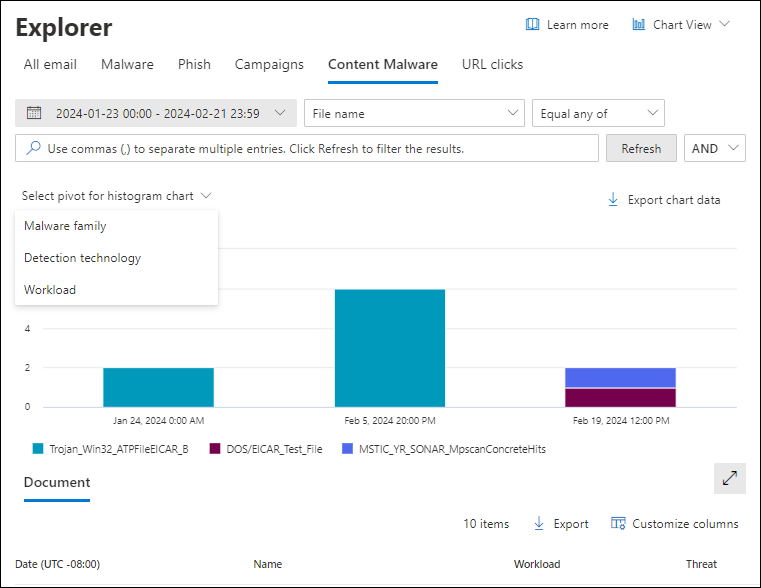 Explorer
Learn more
Chart View
All email Malware Phish Campaigns Content Malware URL clicks
2024-01-23 00:00 - 2024-02-21 23:59
File name
Equal any of
Use commas (,) to separate multiple entries. Click Refresh to filter the results.
Refresh
AND
Select pivot for histogram chart
Export chart data
Malware family
Detection technology
Workload
4
2
0
Jan 24, 2024 0:00 AM Feb 5, 2024 20:00 PM Feb 19, 2024 12:00 PM
Trojan_Win32_ATPFileEICAR_B DOS/EICAR_Test_File MSTIC_YR_SONAR_MpscanConcreteHits
Document
10 items Export Customize columns
Date (UTC -08:00) Name Workload Threat